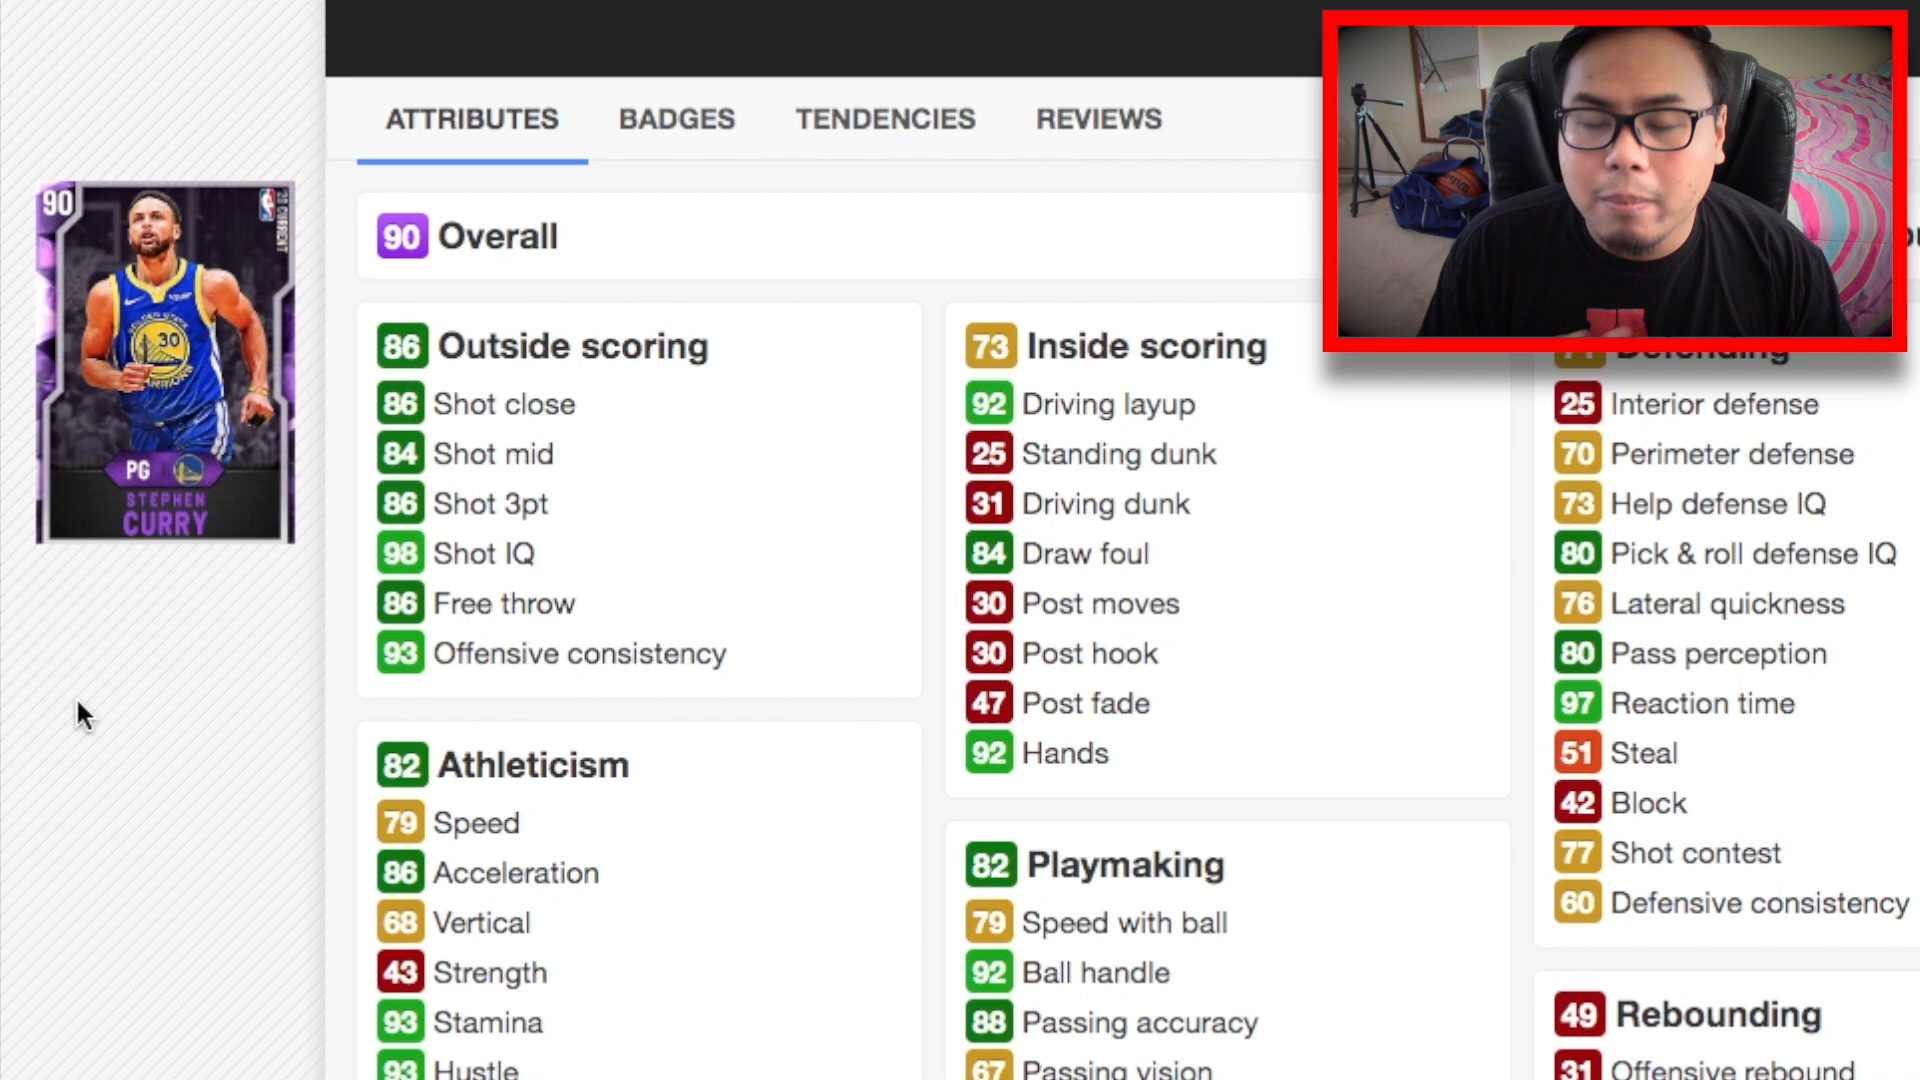 ATTRIBUTES BADGES TENDENCIES REVIEWS
90
PG
STEPHEN
CURRY
30
90 Overall
86 Outside scoring
86 Shot close
84 Shot mid
86 Shot 3pt
98 Shot IQ
86 Free throw
93 Offensive consistency
82 Athleticism
79 Speed
86 Acceleration
68 Vertical
43 Strength
93 Stamina
93 Hustle
73 Inside scoring
92 Driving layup
25 Standing dunk
31 Driving dunk
84 Draw foul
30 Post moves
30 Post hook
47 Post fade
92 Hands
82 Playmaking
79 Speed with ball
92 Ball handle
88 Passing accuracy
67 Passing vision
Defending
25 Interior defense
70 Perimeter defense
73 Help defense IQ
80 Pick & roll defense IQ
76 Lateral quickness
80 Pass perception
97 Reaction time
51 Steal
42 Block
77 Shot contest
60 Defensive consistency
49 Rebounding
31 Offensive rebound